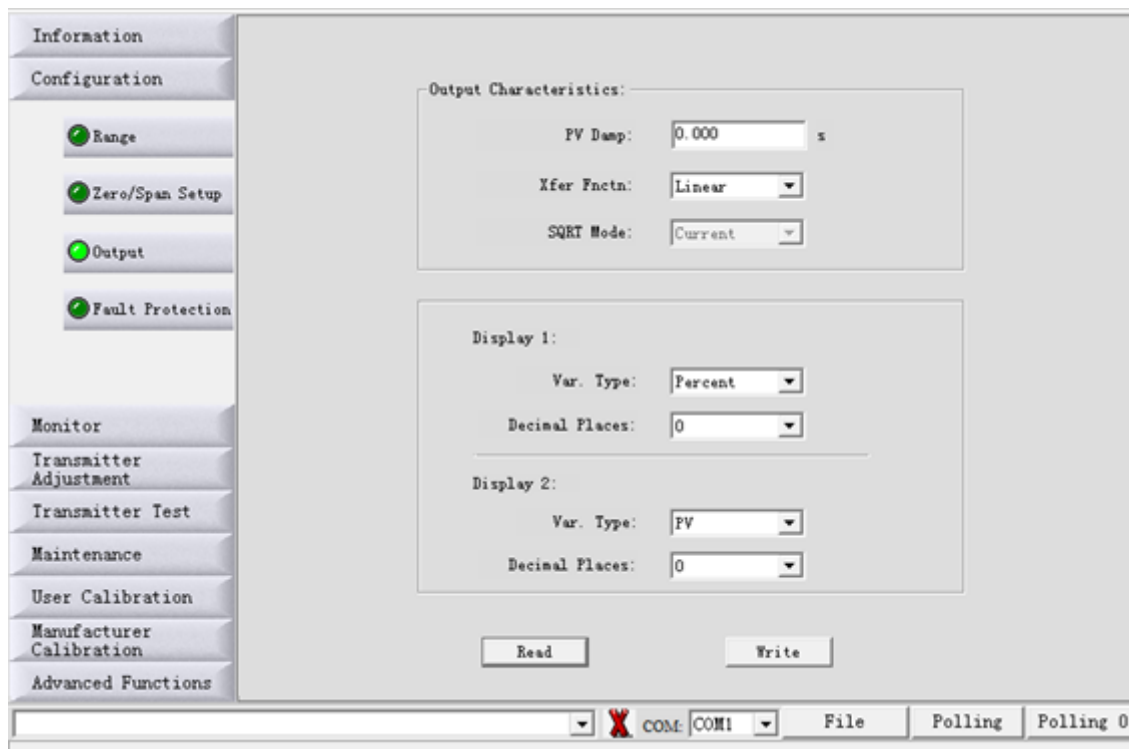 Information
Configuration
Range
Zero/Span Setup
Output
Fault Protection
Monitor
Transmitter
Adjustment
Transmitter Test
Maintenance
User Calibration
Manufacturer
Calibration
Advanced Functions
Output Characteristics:
PV Damp: 0.000 s
Xfer Fnctn: Linear
SQRT Mode: Current
Display 1:
Var. Type: Percent
Decimal Places: 0
Display 2:
Var. Type: PV
Decimal Places: 0
Read Write
COM: COM1 File Polling Polling 0